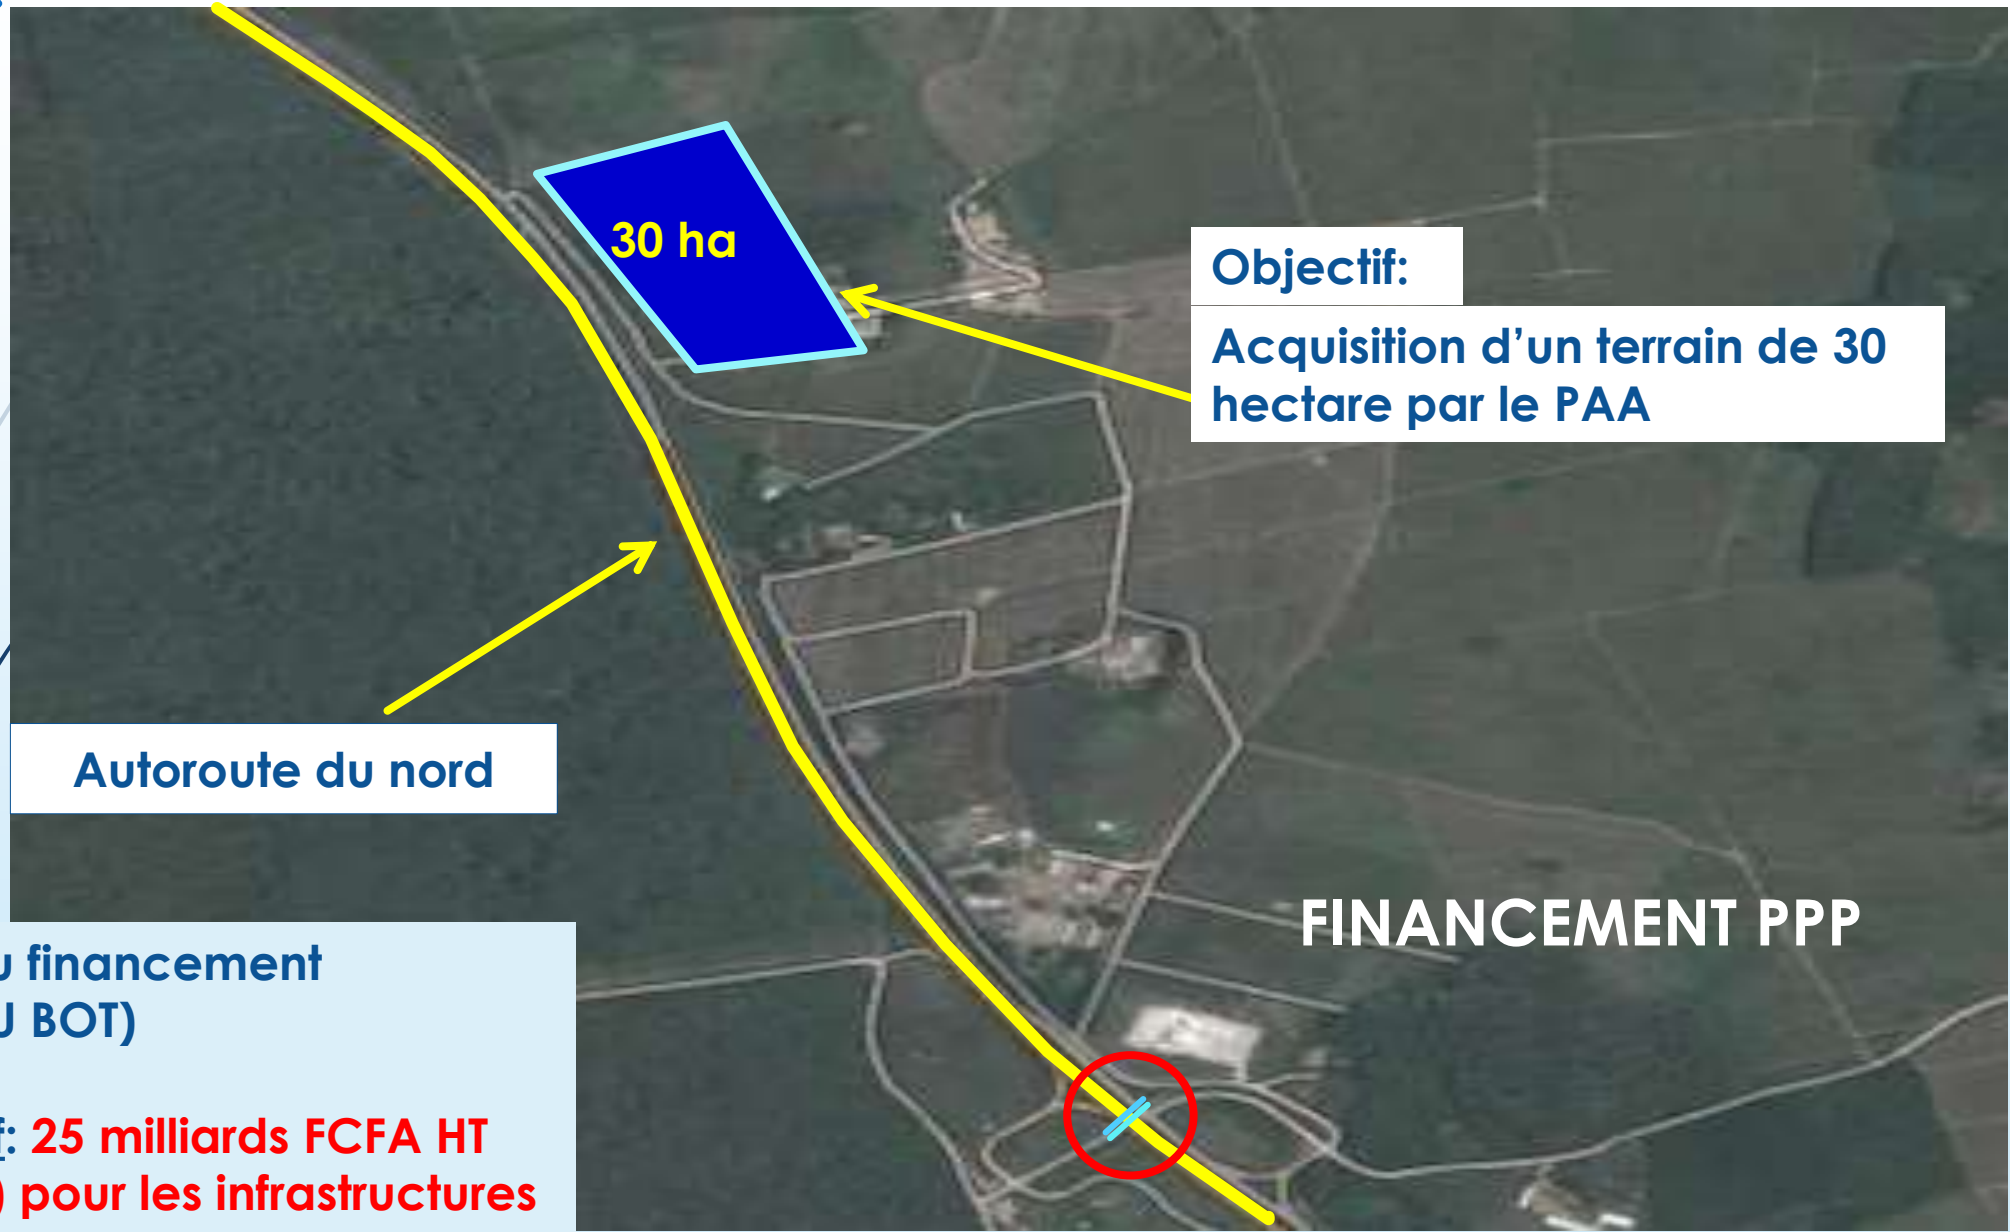 30 ha
Objectif:
Acquisition d’un terrain de 30
hectare par le PAA
Autoroute du nord
FINANCEMENT PPP
financement
BOT)
: 25 milliards FCFA HT
) pour les infrastructures